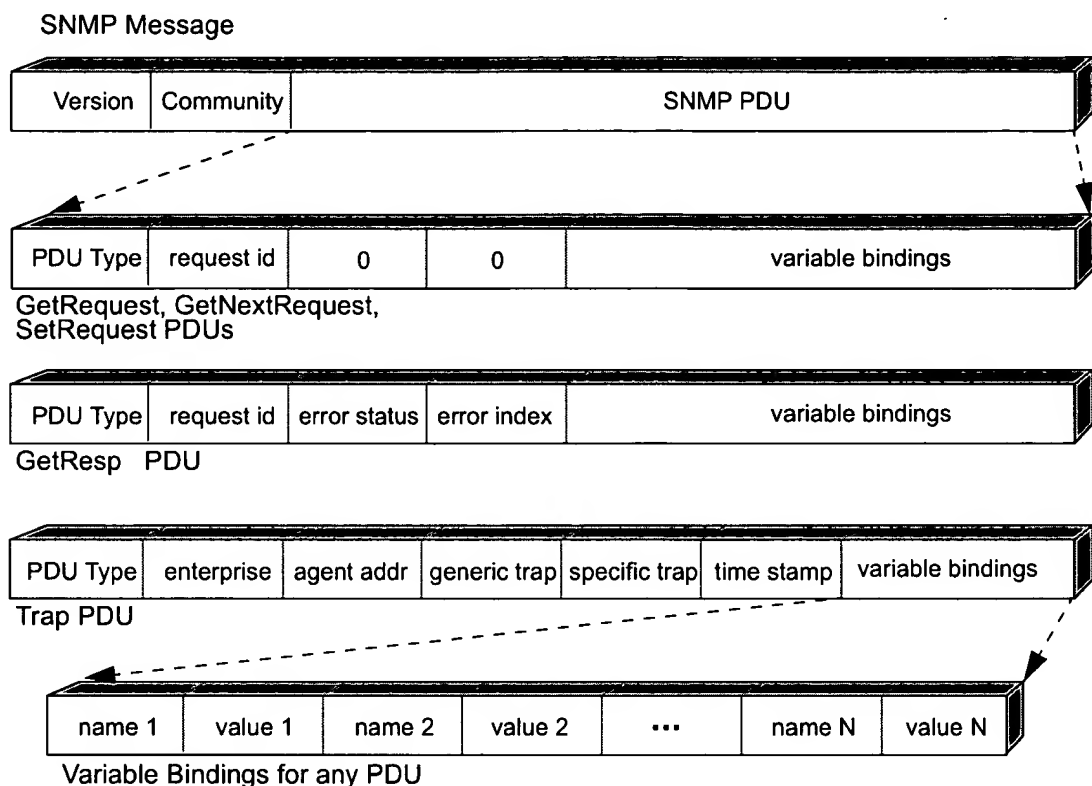 SNMP Message
Version Community SNMP PDU
PDU Type request id 0 0 variable bindings
GetRequest, GetNextRequest,
SetRequest PDUs
PDU Type request id error status error index variable bindings
GetResp PDU
PDU Type enterprise agent addr generic trap specific trap time stamp variable bindings
Trap PDU
name 1 value 1 name 2 value 2 ••• name N value N
Variable Bindings for any PDU